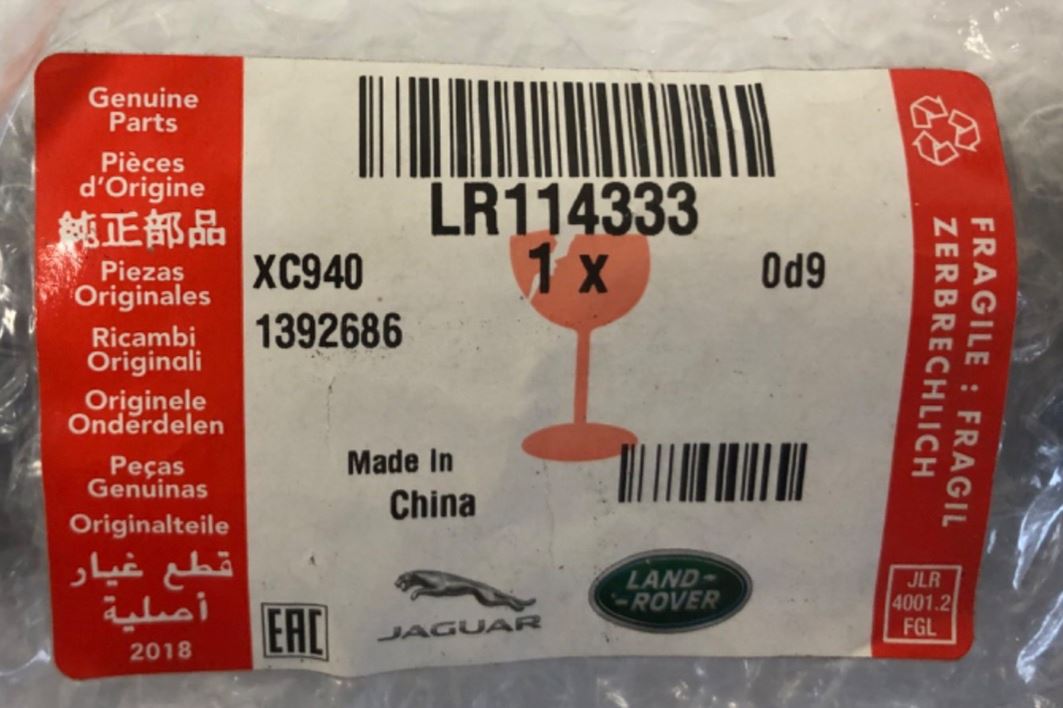 Genuine
Parts
Pièces
d'Origine
純正部品
Piezas
Originales
Ricambi
Originali
Originele
Onderdelen
Peças
Genuinas
Originalteile
قطع غيار
أصلية
2018
LR114333
XC940
1 x
0d9
1392686
Made In
China
EAC
JAGUAR
LAND-
-ROVER
FRAGILE : FRAGIL
ZERBRECHLICH
JLR
4001.2
FGL